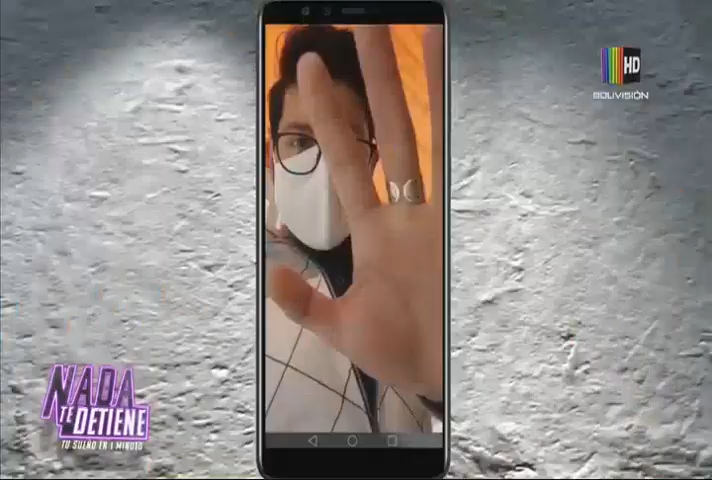 HD
BOLIVISIÓN
NADA
TE DETIENE
TU SUEÑO EN 1 MINUTO